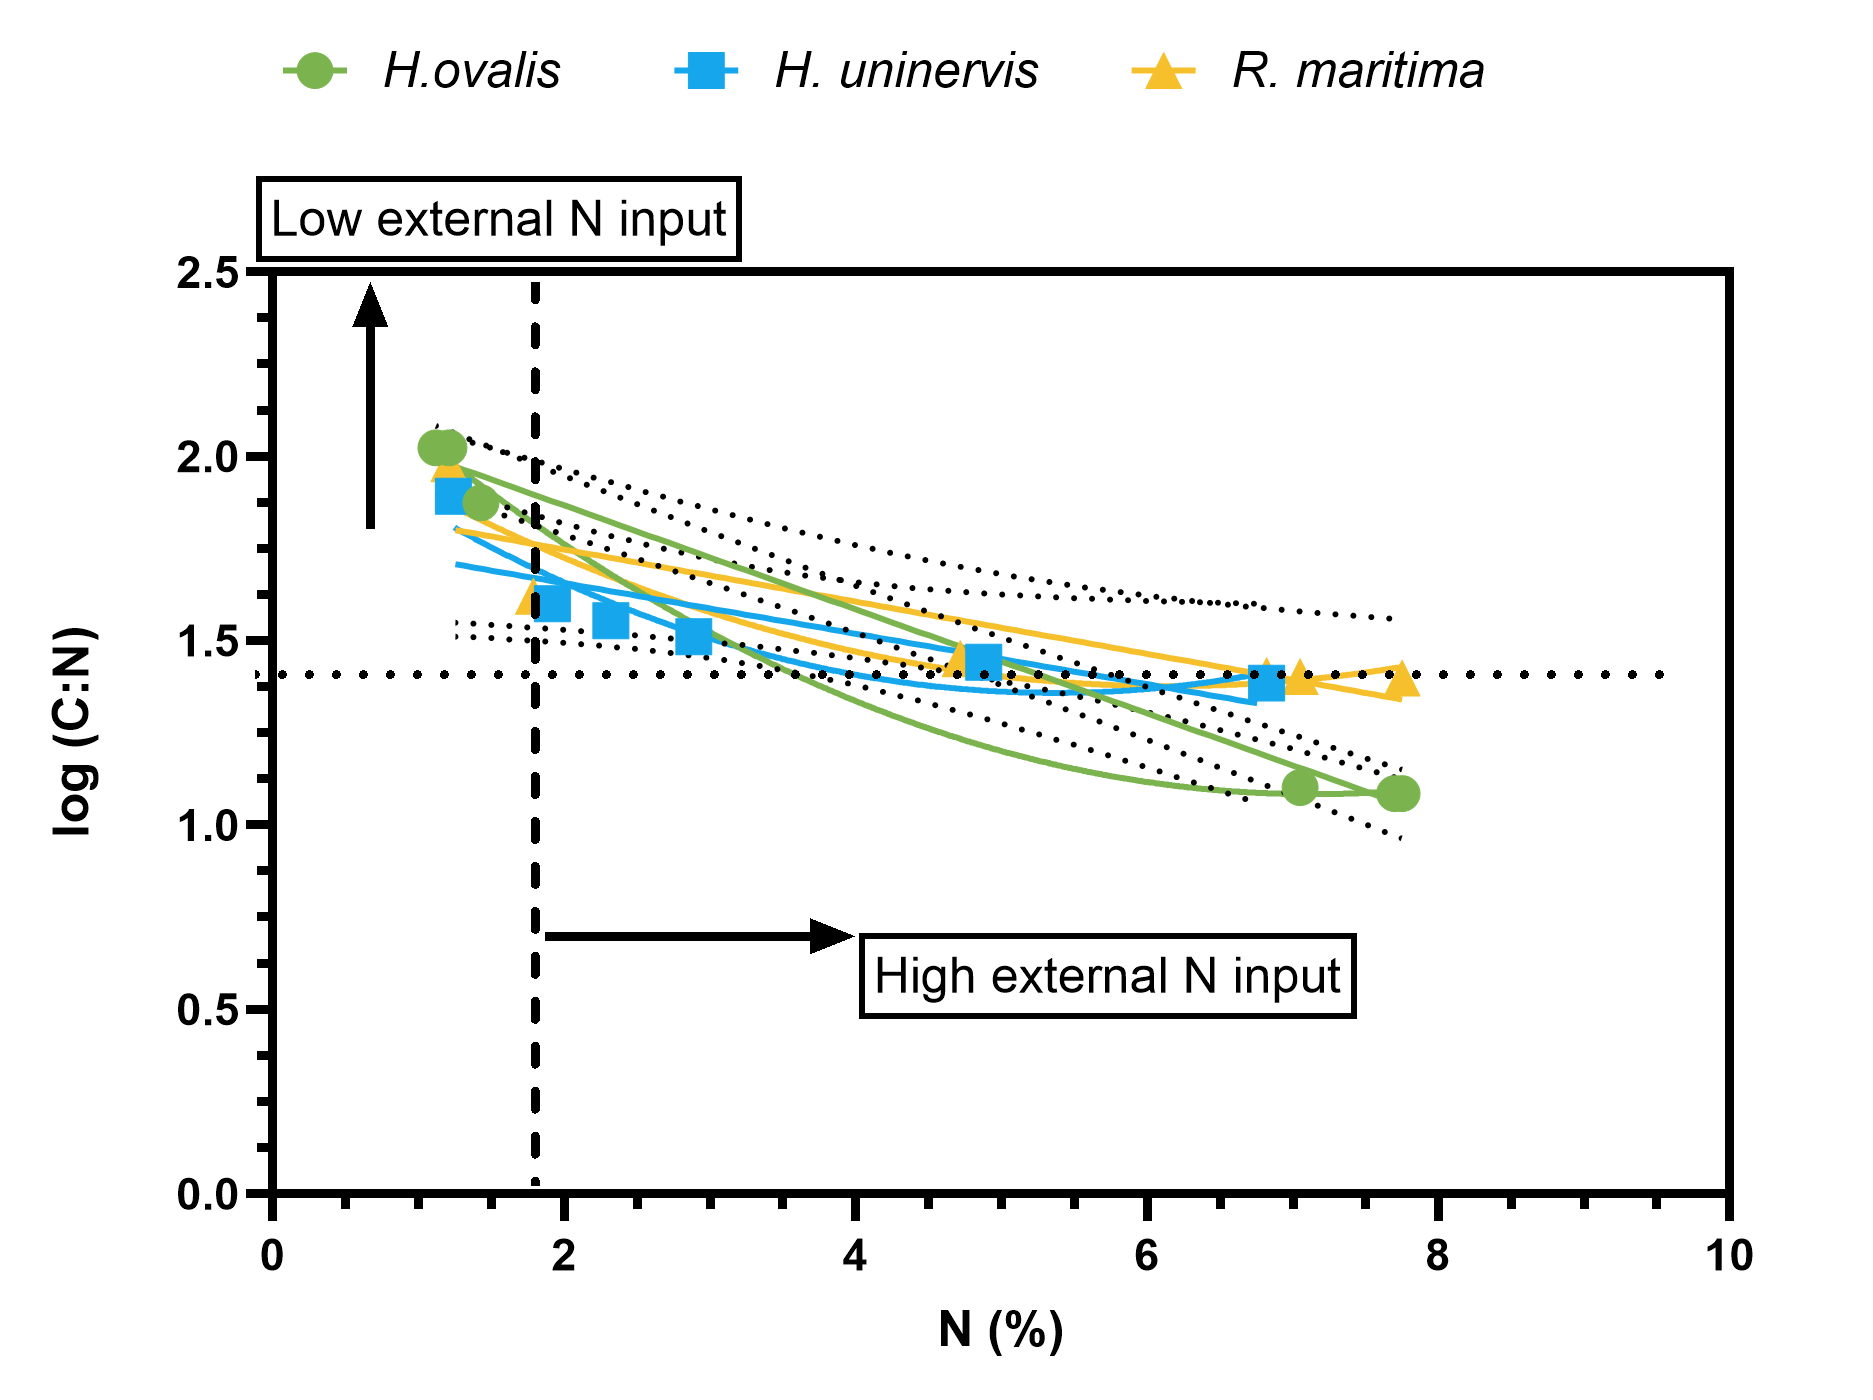 H.ovalis H. uninervis R. maritima
Low external N input
2.5
2.0
1.5
1.0
0.5
0.0
log (C:N)
High external N input
0 2 4 6 8 10
N (%)